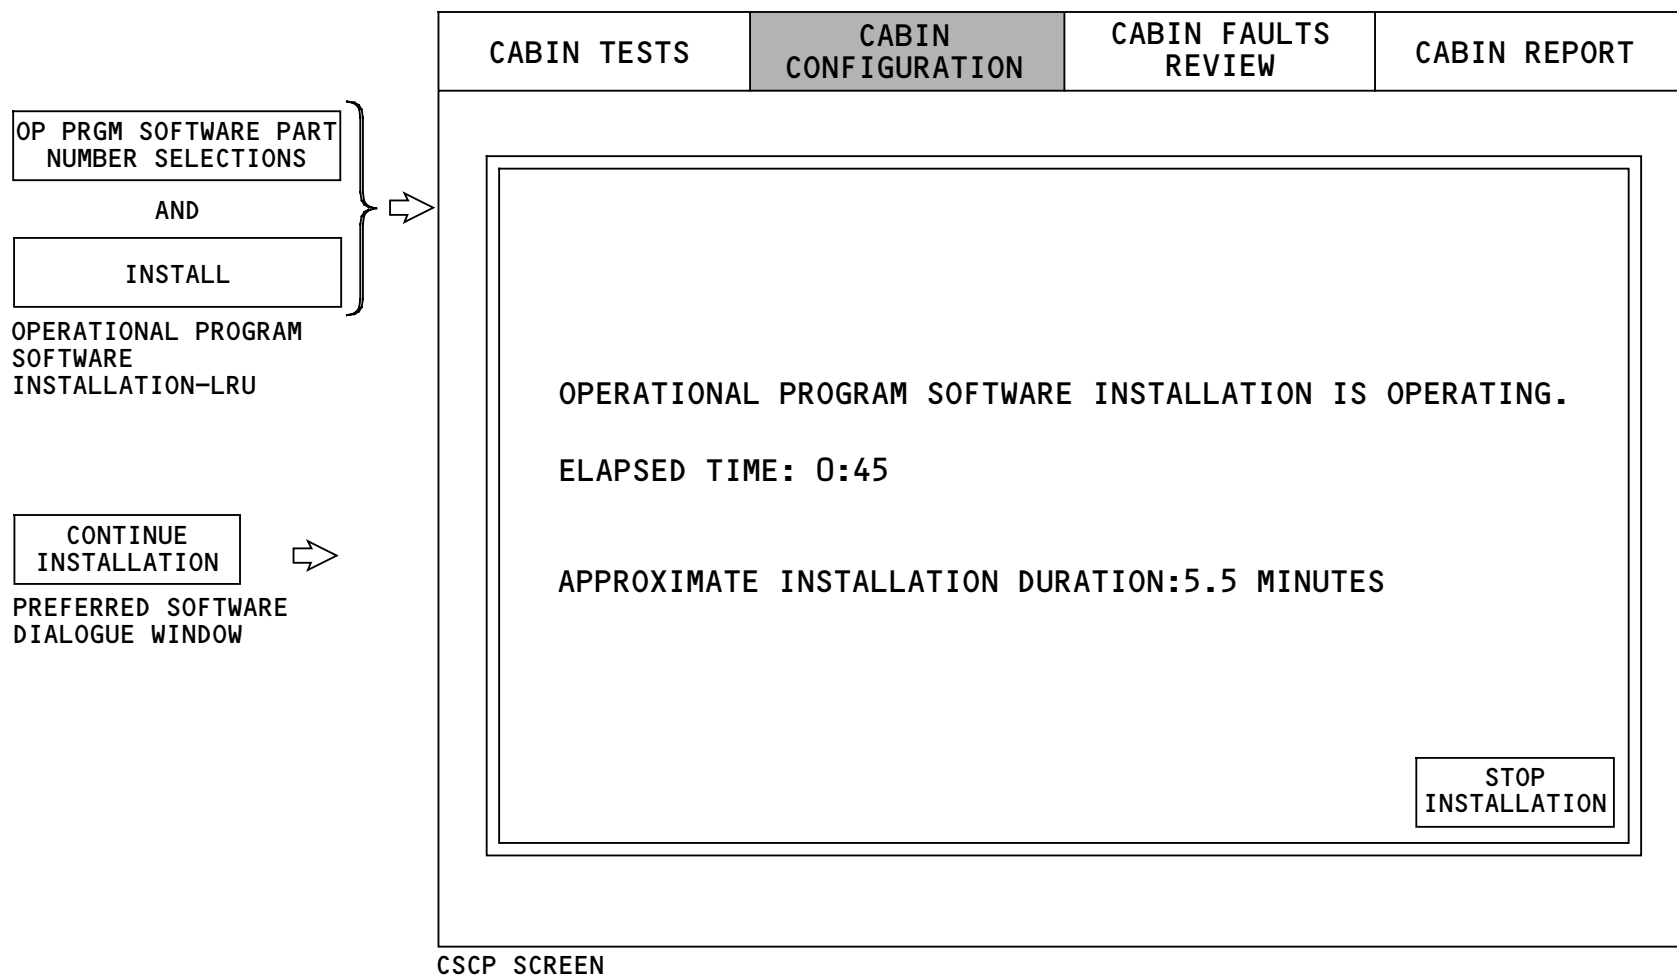 CABIN TESTS
CABIN
CONFIGURATION
CABIN FAULTS
REVIEW
CABIN REPORT
OP PRGM SOFTWARE PART
NUMBER SELECTIONS
AND
INSTALL
OPERATIONAL PROGRAM
SOFTWARE
INSTALLATION-LRU
CONTINUE
INSTALLATION
PREFERRED SOFTWARE
DIALOGUE WINDOW
OPERATIONAL PROGRAM SOFTWARE INSTALLATION IS OPERATING.
ELAPSED TIME: 0:45
APPROXIMATE INSTALLATION DURATION:5.5 MINUTES
STOP
INSTALLATION
CSCP SCREEN